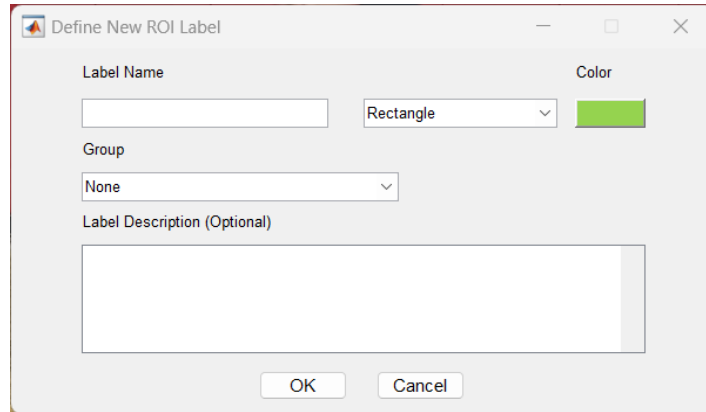 Define New ROI Label
Label Name
Color
Rectangle
Group
None
Label Description (Optional)
OK
Cancel